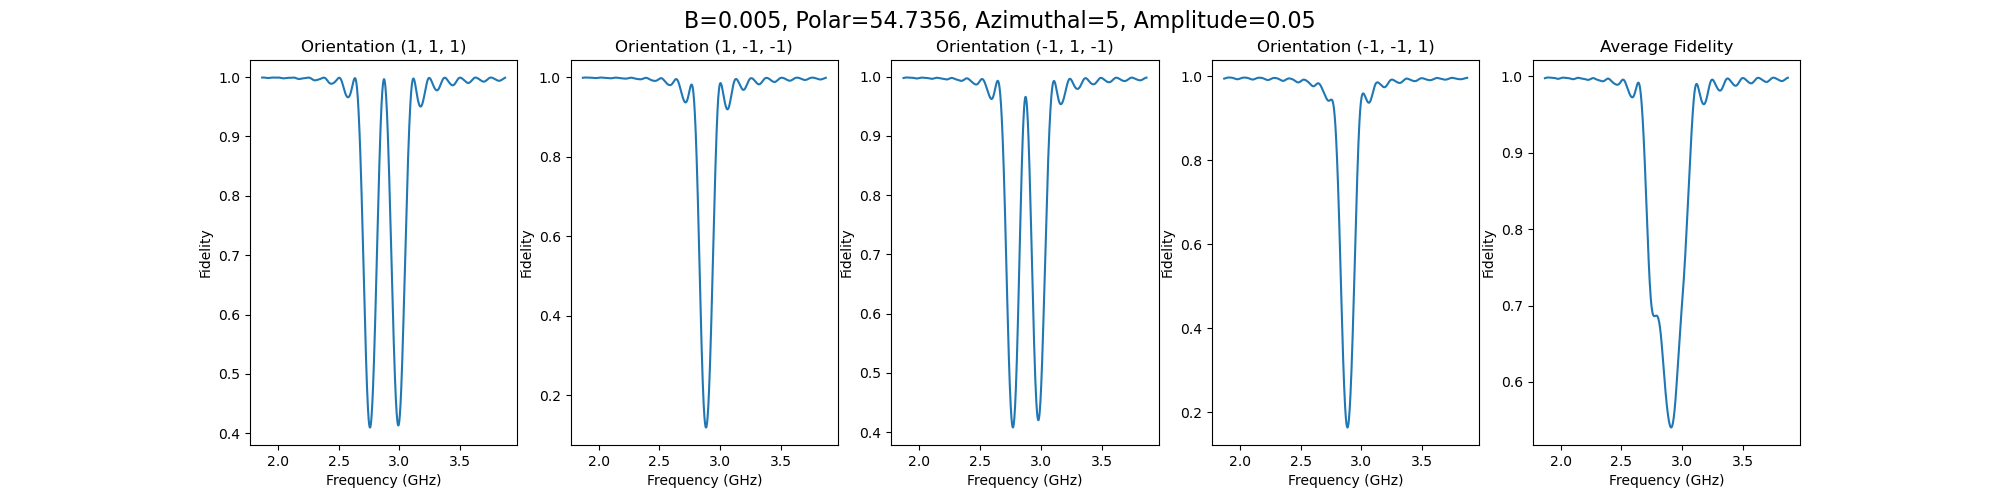 B=0.005, Polar=54.7356, Azimuthal=5, Amplitude=0.05
Orientation (1, 1, 1)
Fidelity
1.0
0.9
0.8
0.7
0.6
0.5
0.4
2.0 2.5 3.0 3.5
Frequency (GHz)
Orientation (1, -1, -1)
Fidelity
1.0
0.8
0.6
0.4
0.2
2.0 2.5 3.0 3.5
Frequency (GHz)
Orientation (-1, 1, -1)
Fidelity
1.0
0.9
0.8
0.7
0.6
0.5
0.4
2.0 2.5 3.0 3.5
Frequency (GHz)
Orientation (-1, -1, 1)
Fidelity
1.0
0.8
0.6
0.4
0.2
2.0 2.5 3.0 3.5
Frequency (GHz)
Average Fidelity
Fidelity
1.0
0.9
0.8
0.7
0.6
2.0 2.5 3.0 3.5
Frequency (GHz)